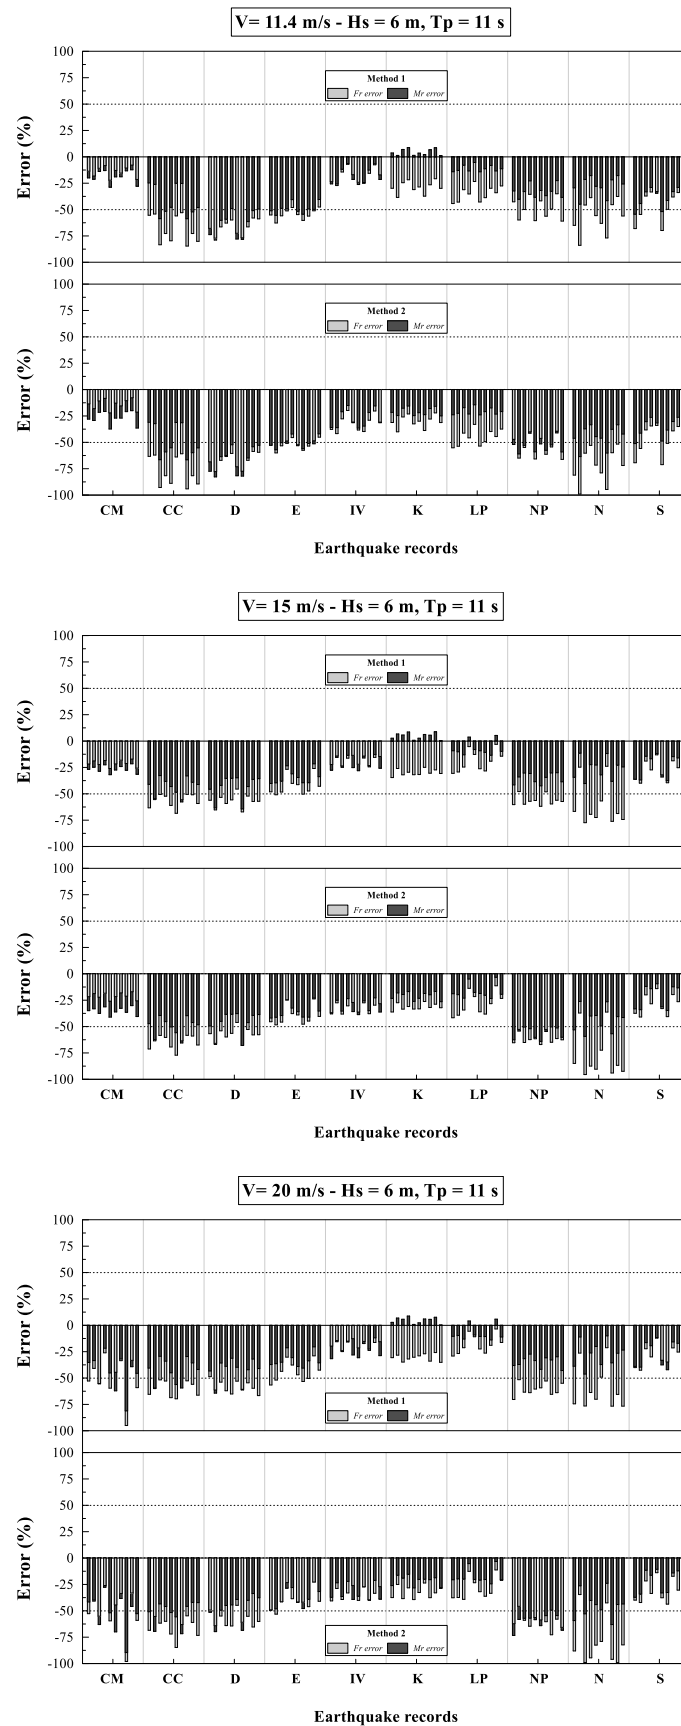 V= 11.4 m/s - Hs = 6 m, Tp = 11 s
Error (%)
100
75
50
25
0
-25
-50
-75
-100
Method 1
Fr error Mr error
Error (%)
100
75
50
25
0
-25
-50
-75
-100
Method 2
Fr error Mr error
CM CC D E IV K LP NP N S
Earthquake records
V= 15 m/s - Hs = 6 m, Tp = 11 s
Error (%)
100
75
50
25
0
-25
-50
-75
-100
Method 1
Fr error Mr error
Error (%)
100
75
50
25
0
-25
-50
-75
-100
Method 2
Fr error Mr error
CM CC D E IV K LP NP N S
Earthquake records
V= 20 m/s - Hs = 6 m, Tp = 11 s
Error (%)
100
75
50
25
0
-25
-50
-75
-100
Method 1
Fr error Mr error
Error (%)
100
75
50
25
0
-25
-50
-75
-100
Method 2
Fr error Mr error
CM CC D E IV K LP NP N S
Earthquake records